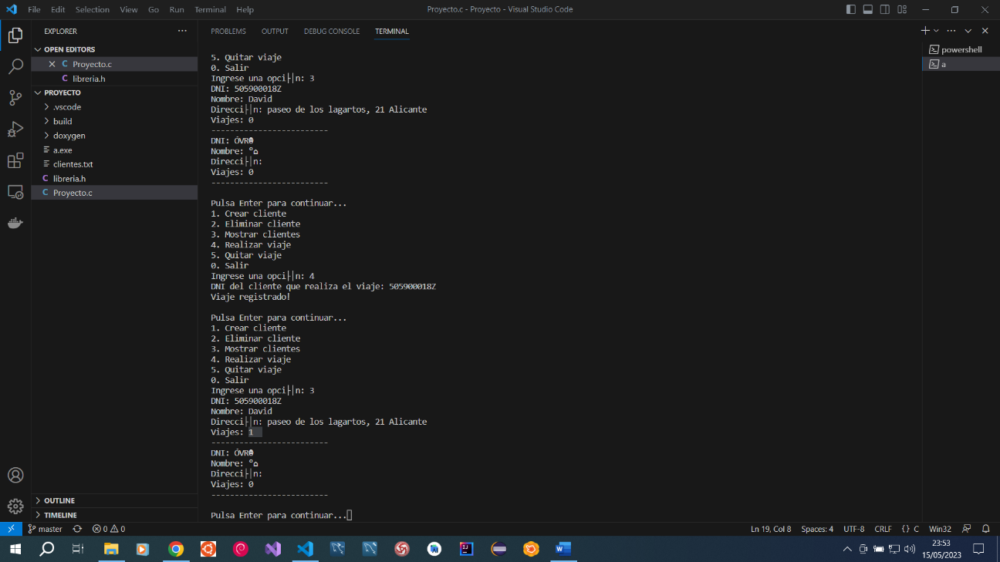 File Edit Selection View Go Run Terminal Help
Proyecto.c - Proyecto - Visual Studio Code
EXPLORER
OPEN EDITORS
Proyecto.c
libreria.h
PROYECTO
.vscode
build
doxygen
a.exe
clientes.txt
libreria.h
Proyecto.c
OUTLINE
TIMELINE
PROBLEMS OUTPUT DEBUG CONSOLE TERMINAL
5. Quitar viaje
0. Salir
Ingrese una opci├│n: 3
DNI: 505900018Z
Nombre: David
Direcci├│n: paseo de los lagartos, 21 Alicante
Viajes: 0
-------------------------
DNI: ÖVR
Nombre: °⌂
Direcci├│n:
Viajes: 0
-------------------------
Pulsa Enter para continuar...
1. Crear cliente
2. Eliminar cliente
3. Mostrar clientes
4. Realizar viaje
5. Quitar viaje
0. Salir
Ingrese una opci├│n: 4
DNI del cliente que realiza el viaje: 505900018Z
Viaje registrado!
Pulsa Enter para continuar...
1. Crear cliente
2. Eliminar cliente
3. Mostrar clientes
4. Realizar viaje
5. Quitar viaje
0. Salir
Ingrese una opci├│n: 3
DNI: 505900018Z
Nombre: David
Direcci├│n: paseo de los lagartos, 21 Alicante
Viajes: 1
-------------------------
DNI: ÖVR
Nombre: °⌂
Direcci├│n:
Viajes: 0
-------------------------
Pulsa Enter para continuar...
powershell
a
master 0 0
Ln 19, Col 8 Spaces: 4 UTF-8 CRLF {} C Win32
23:53
15/05/2023